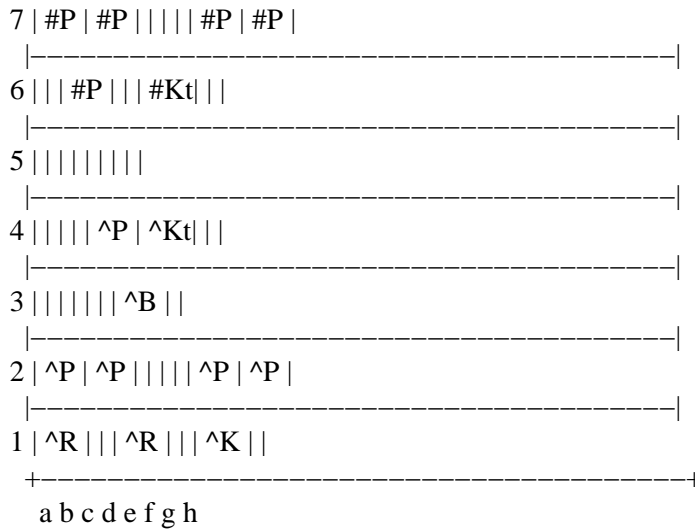 7 | #P | #P | | | | | #P | #P |
|---------------------------------------|
6 | | | #P | | | #Kt| | |
|---------------------------------------|
5 | | | | | | | | |
|---------------------------------------|
4 | | | | | ^P | ^Kt| | |
|---------------------------------------|
3 | | | | | | | ^B | |
|---------------------------------------|
2 | ^P | ^P | | | | | ^P | ^P |
|---------------------------------------|
1 | ^R | | | ^R | | | ^K | |
+---------------------------------------+
a b c d e f g h